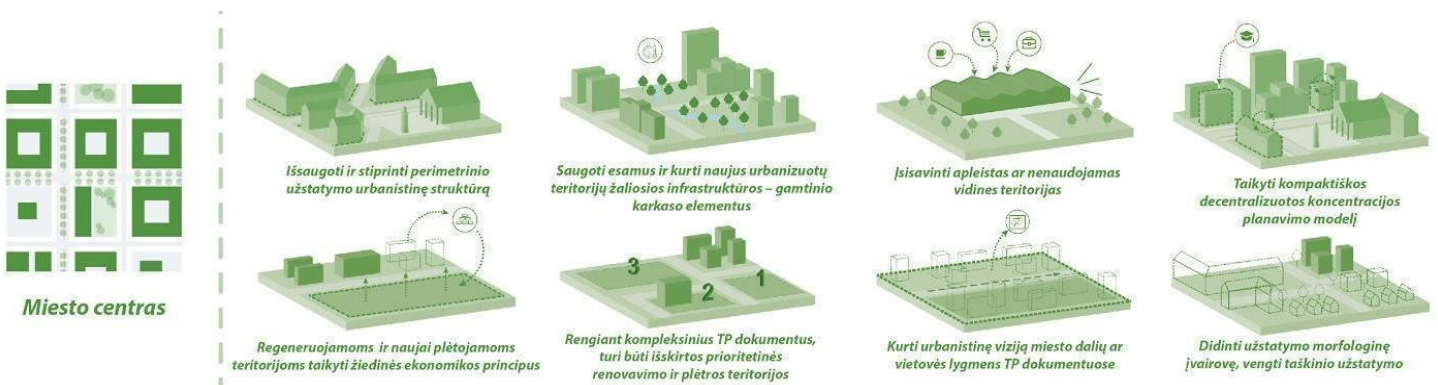 Miesto centras
Išsaugoti ir stiprinti perimetrinio
užstatymo urbanistinę struktūrą
Saugoti esamus ir kurti naujus urbanizuotų
teritorijų žaliosios infrastruktūros – gamtinio
karkaso elementus
Įsisavinti apleistas ar nenaudojamas
vidines teritorijas
Taikyti kompaktiškos
decentralizuotos koncentracijos
planavimo modelį
Regeneruojamoms ir naujai plėtojamoms
teritorijoms taikyti žiedinės ekonomikos principus
3
1
2
Rengiant kompleksinius TP dokumentus,
turi būti išskirtos prioritetinės
renovavimo ir plėtros teritorijos
Kurti urbanistinę viziją miesto dalių ar
vietovės lygmens TP dokumentuose
Didinti užstatymo morfologinę
įvairovę, vengti taškinio užstatymo